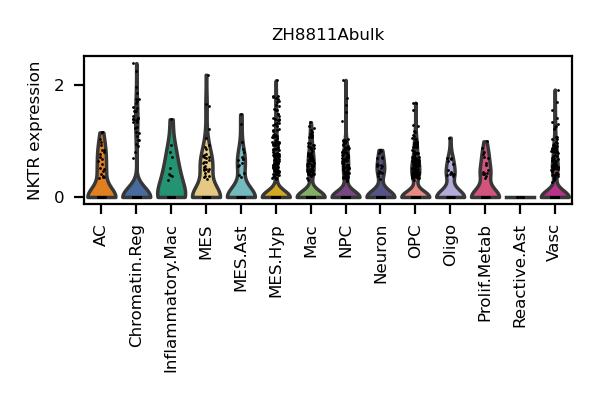 ZH8811Abulk
NKTR expression
2
0
AC
Chromatin.Reg
Inflammatory.Mac
MES
MES.Ast
MES.Hyp
Mac
NPC
Neuron
OPC
Oligo
Prolif.Metab
Reactive.Ast
Vasc